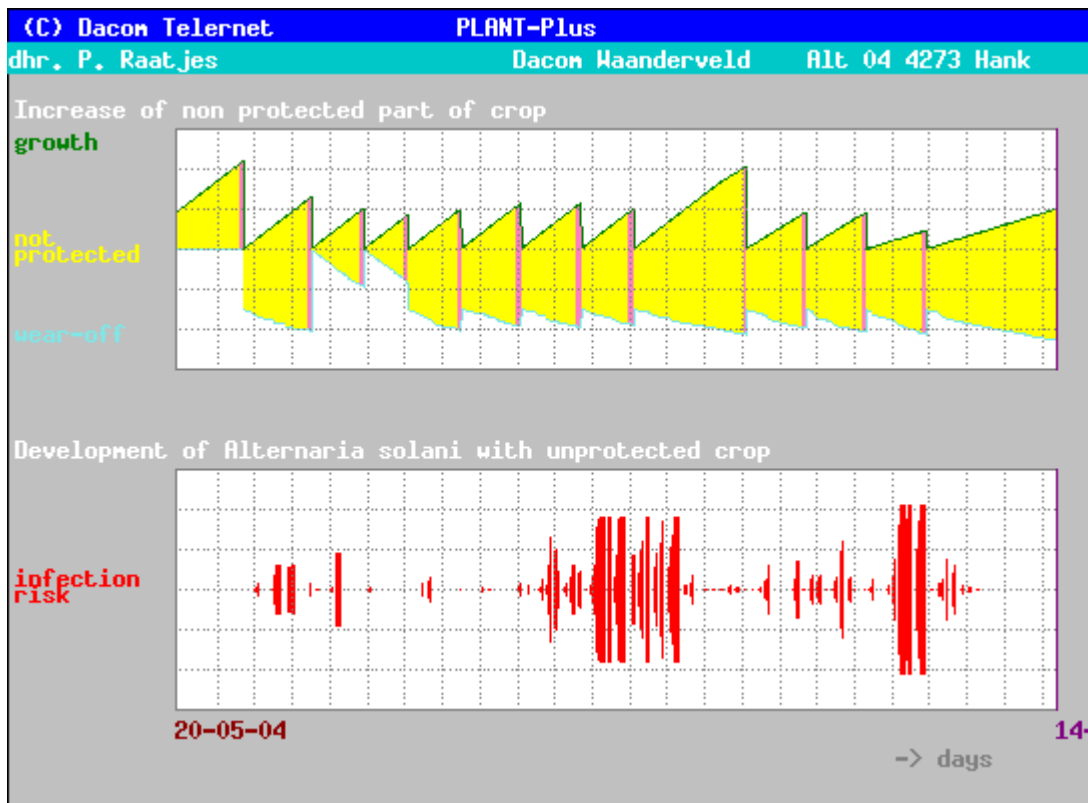 (C) Dacom Telernet PLANT-Plus
dhr. P. Raatjes Dacom Waanderveld Alt 04 4273 Hank
Increase of non protected part of crop
growth
not
protected
wear-off
Development of Alternaria solani with unprotected crop
infection
risk
20-05-04 14-
-> days